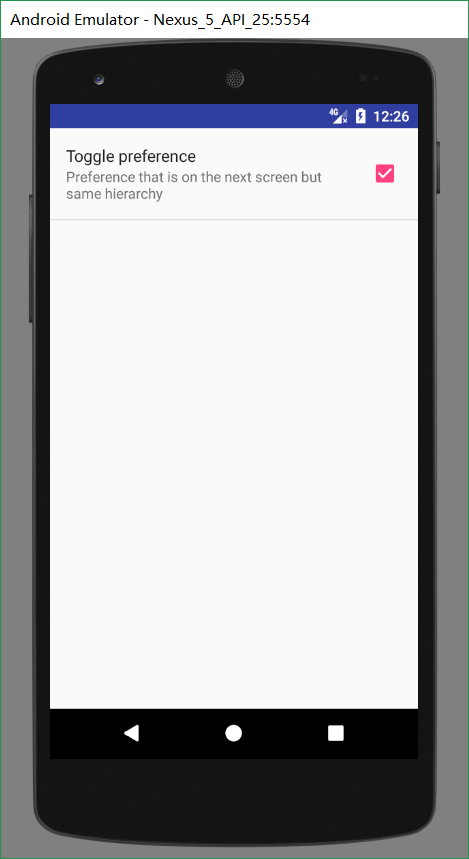 Android Emulator - Nexus_5_API_25:5554
4G
12:26
Toggle preference
Preference that is on the next screen but
same hierarchy